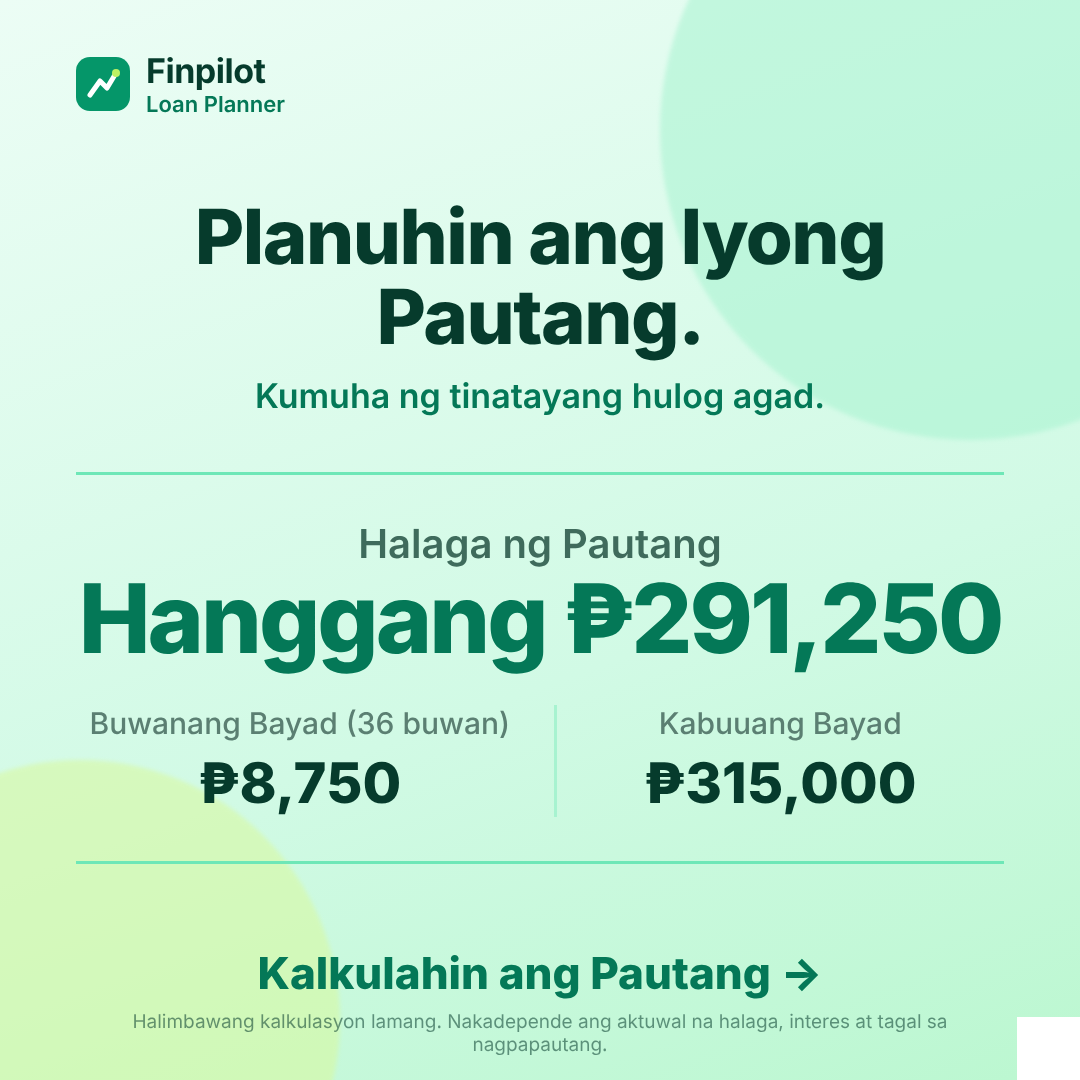 Finpilot
Loan Planner
Planuhin ang Iyong
Pautang.
Kumuha ng tinatayang hulog agad.
Halaga ng Pautang
Hanggang ₱291,250
Buwanang Bayad (36 buwan)
₱8,750
Kabuuang Bayad
₱315,000
Kalkulahin ang Pautang →
Halimbawang kalkulasyon lamang. Nakadepende ang aktuwal na halaga, interes at tagal sa
nagpapautang.